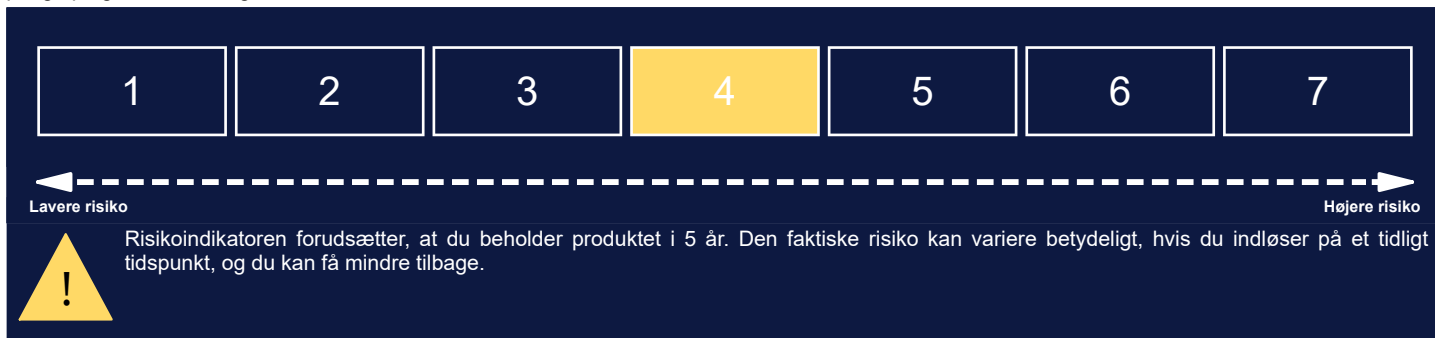 1 2 3 4 5 6 7
Lavere risiko Højere risiko
Risikoindikatoren forudsætter, at du beholder produktet i 5 år. Den faktiske risiko kan variere betydeligt, hvis du indløser på et tidligt
tidspunkt, og du kan få mindre tilbage.
!